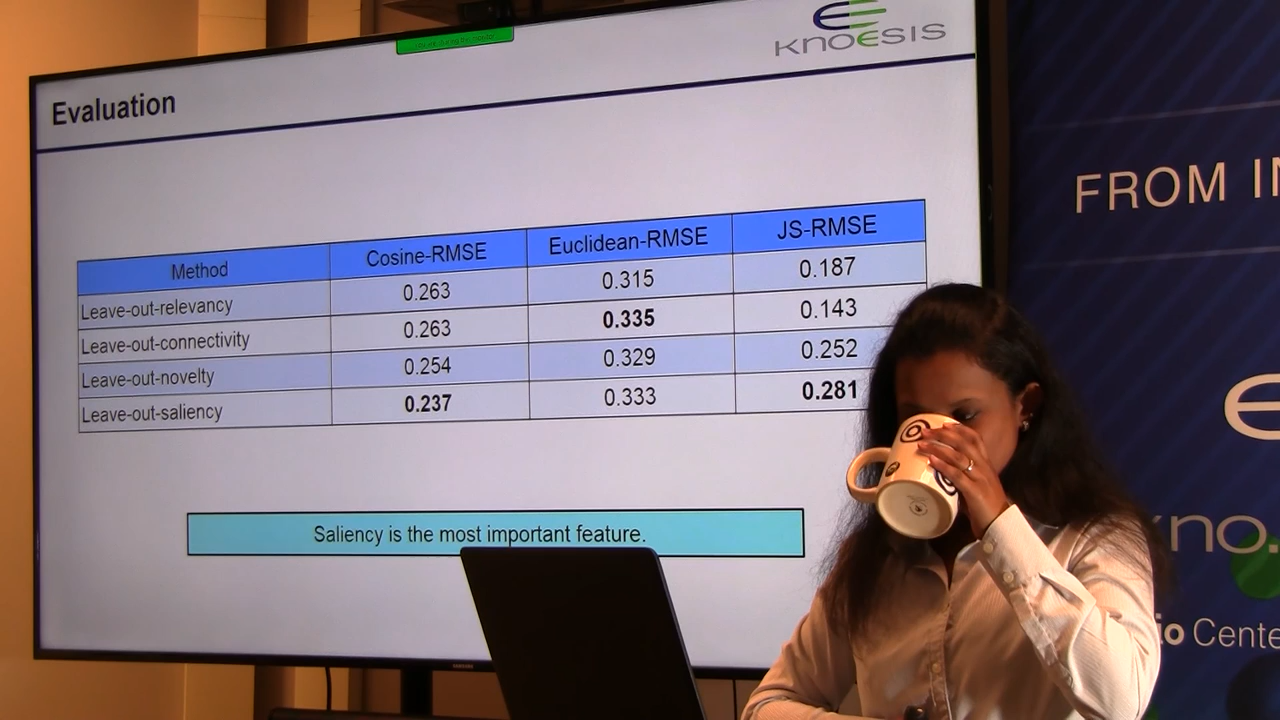 KNOESIS
Evaluation
Method Cosine-RMSE Euclidean-RMSE JS-RMSE
Leave-out-relevancy 0.263 0.315 0.187
Leave-out-connectivity 0.263 0.335 0.143
Leave-out-novelty 0.254 0.329 0.252
Leave-out-saliency 0.237 0.333 0.281
Saliency is the most important feature.
SAMSUNG
FROM
kno.
io Cente